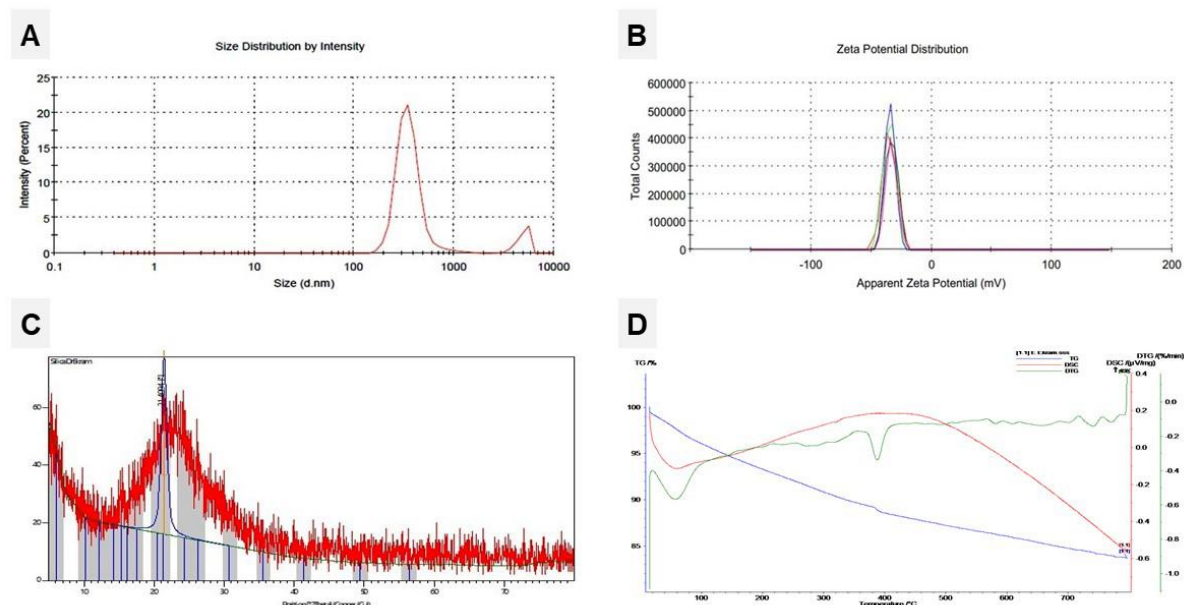 A
Size Distribution by Intensity
Intensity (Percent)
25
20
15
10
5
0
0.1 1 10 100 1000 10000
Size (d.nm)
B
Zeta Potential Distribution
Total Counts
600000
500000
400000
300000
200000
100000
0
-100 0 100 200
Apparent Zeta Potential (mV)
C
60
40
20
0
10 20 30 40 50 60 70
D
TG /%
TG
DSC
DTG
DSC /(µV/mg)
DTG /(%/min)
100
95
90
85
0.4
0.2
0.0
-0.2
-0.4
-0.6
-0.8
0.0
-0.2
-0.4
-0.6
-0.8
-1.0
100 200 300 400 500 600 700
Temperature /°C